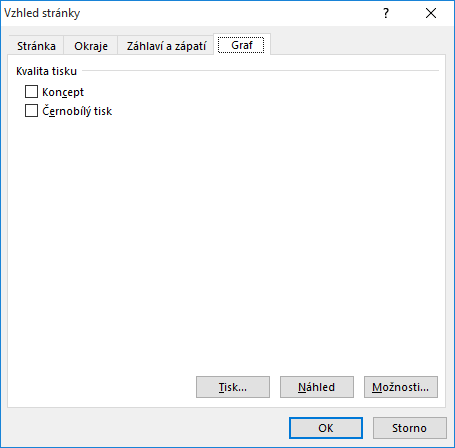 Vzhled stránky
Stránka Okraje Záhlaví a zápatí Graf
Kvalita tisku
Koncept
Černobílý tisk
Tisk... Náhled Možnosti...
OK Storno